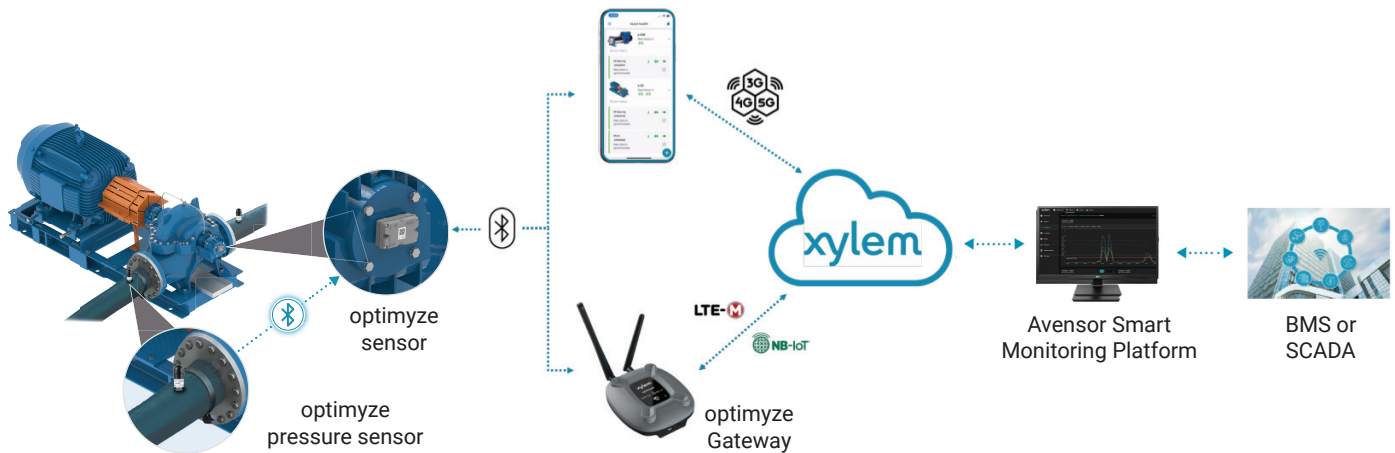 3G
4G 5G
xylem
LTE-M
NB-IoT
optimyze
sensor
optimyze
pressure sensor
xylem
optimyze
Gateway
Avensor Smart
Monitoring Platform
BMS or
SCADA